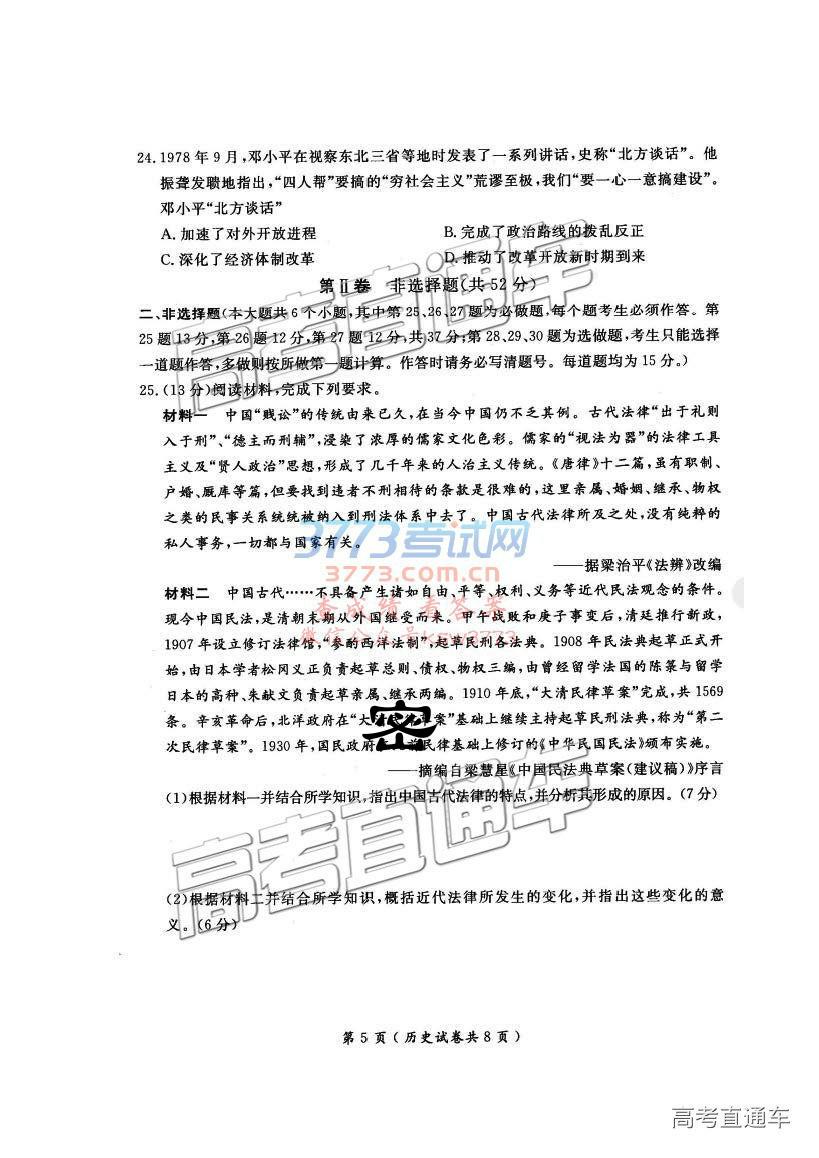 24.1978 年 9 月,邓小平在视察东北三省等地时发表了一系列讲话,史称“北方谈话”。他
振聋发聩地指出,“四人帮”要搞的“穷社会主义”荒谬至极,我们“要一心一意搞建设”。
邓小平“北方谈话”
A. 加速了对外开放进程 B. 完成了政治路线的拨乱反正
C. 深化了经济体制改革 D. 推动了改革开放新时期到来
第Ⅱ卷 非选择题(共 52 分)
二、非选择题(本大题共 6 个小题,其中第 25、26、27 题为必做题,每个题考生必须作答。第
25 题 13 分,第 26 题 12 分,第 27 题 12 分,共 37 分;第 28、29、30 题为选做题,考生只能选择
一道题作答,多做则按所做第一题计算。作答时请务必写清题号。每道题均为 15 分。)
25.(13 分)阅读材料,完成下列要求。
材料一 中国“贱讼”的传统由来已久,在当今中国仍不乏其例。古代法律“出于礼则
入于刑”、“德主而刑辅”,浸染了浓厚的儒家文化色彩。儒家的“视法为器”的法律工具
主义及“贤人政治”思想,形成了几千年来的人治主义传统。《唐律》十二篇,虽有职制、
户婚、厩库等篇,但要找到违者不刑相待的条款是很难的,这里亲属、婚姻、继承、物权
之类的民事关系统统被纳入到刑法体系中去了。中国古代法律所及之处,没有纯粹的
私人事务,一切都与国家有关。
3773考试网
——据梁治平《法辨》改编
3773.com.cn
材料二 中国古代……不具备产生诸如自由、平等、权利、义务等近代民法观念的条件。
查成绩 看答案
现今中国民法,是清朝末期从外国继受而来。甲午战败和庚子事变后,清廷推行新政,
微信公众号
1907 年设立修订法律馆,“参酌西洋法制”,起草民刑各法典。1908 年民法典起草正式开
始,由日本学者松冈义正负责起草总则、债权、物权三编,由曾经留学法国的陈箓与留学
日本的高种、朱献文负责起草亲属、继承两编。1910 年底,“大清民律草案”完成,共 1569
条。辛亥革命后,北洋政府在“大清民律草案”基础上继续主持起草民刑法典,称为“第二
密
次民律草案”。1930 年,国民政府 民律基础上修订的《中华民国民法》颁布实施。
——摘编自梁慧星《中国民法典草案(建议稿)》序言
(1)根据材料一并结合所学知识,指出中国古代法律的特点,并分析其形成的原因。(7 分)
高考直通车
(2)根据材料二并结合所学知识,概括近代法律所发生的变化,并指出这些变化的意
义。(6 分)
第 5 页(历史试卷共 8 页)
高考直通车